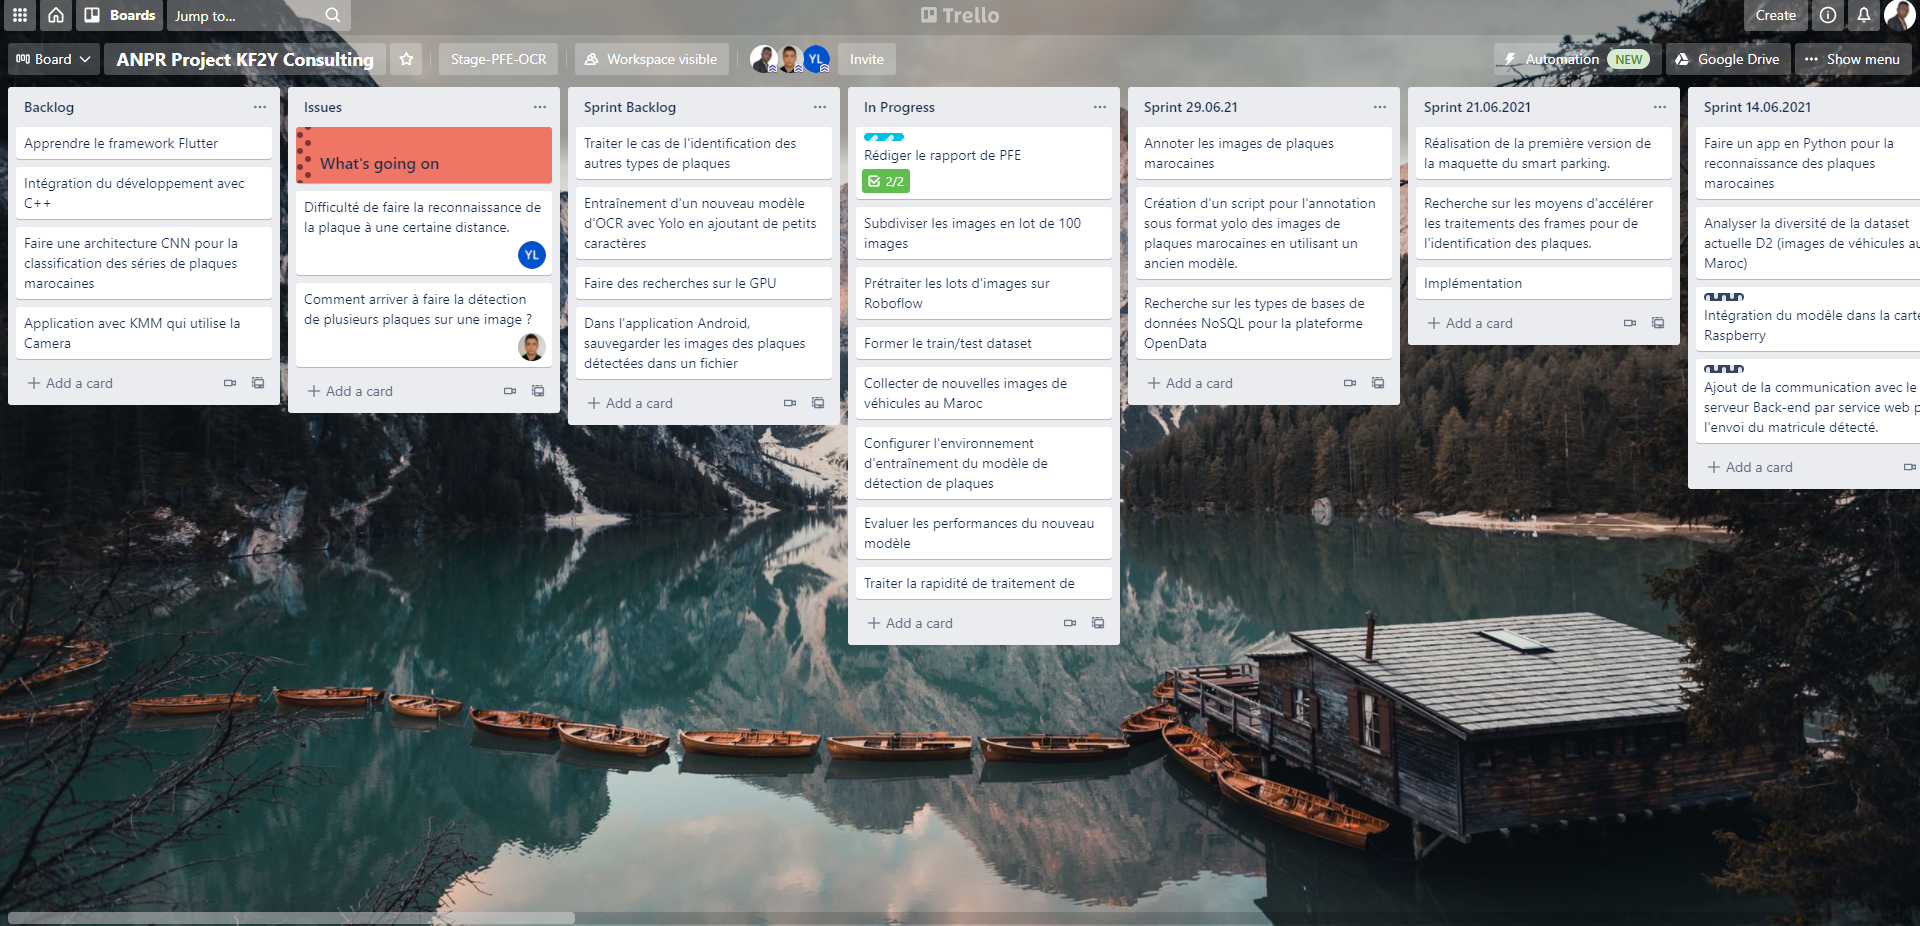 Boards
Jump to...
Trello
Create
Board
ANPR Project KF2Y Consulting
Stage-PFE-OCR
Workspace visible
YL
Invite
Automation NEW
Google Drive
Show menu
Backlog
Apprendre le framework Flutter
Intégration du développement avec
C++
Faire une architecture CNN pour la
classification des séries de plaques
marocaines
Application avec KMM qui utilise la
Camera
Add a card
Issues
What's going on
Difficulté de faire la reconnaissance de
la plaque à une certaine distance.
YL
Comment arriver à faire la détection
de plusieurs plaques sur une image ?
Add a card
Sprint Backlog
Traiter le cas de l'identification des
autres types de plaques
Entraînement d'un nouveau modèle
d'OCR avec Yolo en ajoutant de petits
caractères
Faire des recherches sur le GPU
Dans l'application Android,
sauvegarder les images des plaques
détectées dans un fichier
Add a card
In Progress
Rédiger le rapport de PFE
2/2
Subdiviser les images en lot de 100
images
Prétraiter les lots d'images sur
Roboflow
Former le train/test dataset
Collecter de nouvelles images de
véhicules au Maroc
Configurer l'environnement
d'entraînement du modèle de
détection de plaques
Evaluer les performances du nouveau
modèle
Traiter la rapidité de traitement de
Add a card
Sprint 29.06.21
Annoter les images de plaques
marocaines
Création d'un script pour l'annotation
sous format yolo des images de
plaques marocaines en utilisant un
ancien modèle.
Recherche sur les types de bases de
données NoSQL pour la plateforme
OpenData
Add a card
Sprint 21.06.2021
Réalisation de la première version de
la maquette du smart parking.
Recherche sur les moyens d'accélérer
les traitements des frames pour de
l'identification des plaques.
Implémentation
Add a card
Sprint 14.06.2021
Faire un app en Python pour la
reconnaissance des plaques
marocaines
Analyser la diversité de la dataset
actuelle D2 (images de véhicules au
Maroc)
Intégration du modèle dans la carte
Raspberry
Ajout de la communication avec le
serveur Back-end par service web p
l'envoi du matricule détecté.
Add a card